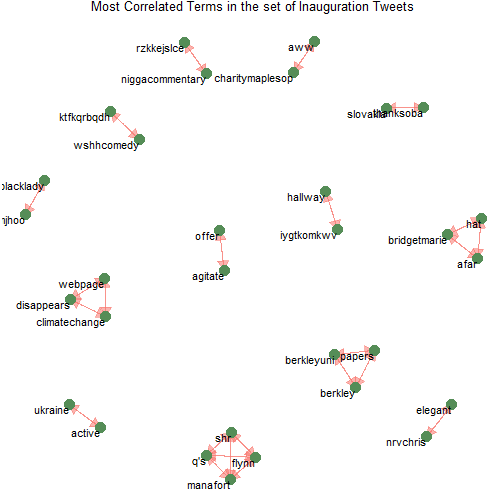 Most Correlated Terms in the set of Inauguration Tweets
rzkkejslce
aww
niggacommentary
charitymaplesop
slovakia
thanksoba
ktfkqrbqdh
wshhcomedy
blacklady
njhoo
hallway
iygtkomkwv
hat
bridgetmarie
afar
offer
agitate
webpage
disappears
climatechange
berkleyuni
papers
berkley
ukraine
active
elegant
nrvchris
shr
q's
flynn
manafort